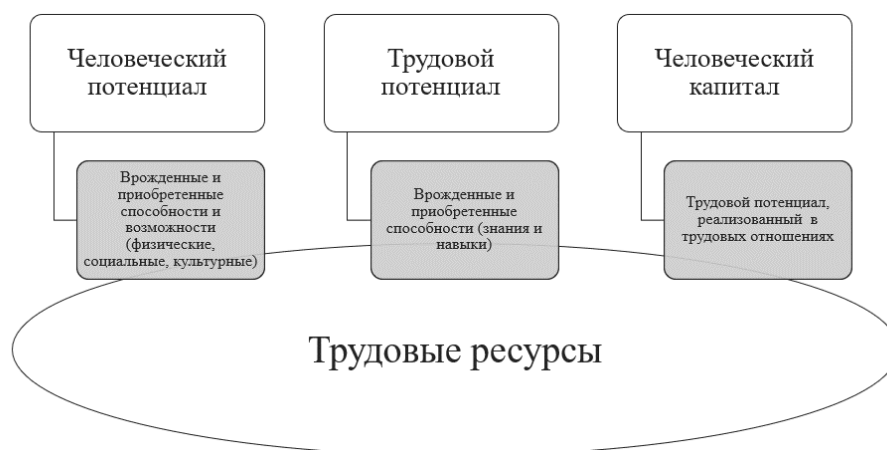 Человеческий
потенциал
Трудовой
потенциал
Человеческий
капитал
Врожденные и
приобретенные
способности и
возможности
(физические,
социальные, культурные)
Врожденные и
приобретенные
способности (знания и
навыки)
Трудовой потенциал,
реализованный в
трудовых отношениях
Трудовые ресурсы